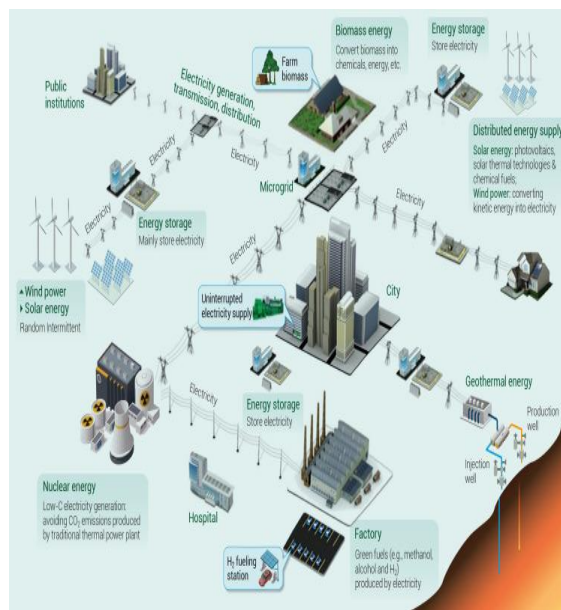 Biomass energy
Convert biomass into
chemicals, energy, etc.
Farm
biomass
Energy storage
Store electricity
Public
institutions
Electricity generation,
transmission, distribution
Electricity
Electricity
Electricity
Microgrid
Distributed energy supply
Solar energy: photovoltaics,
solar thermal technologies &
chemical fuels;
Wind power: converting
kinetic energy into electricity
Electricity
Energy storage
Mainly store electricity
Electricity
Wind power
Solar energy
Random Intermittent
City
Uninterrupted
electricity supply
Electricity
Energy storage
Store electricity
Geothermal energy
Production
well
Injection
well
Nuclear energy
Low-C electricity generation:
avoiding CO₂ emissions produced
by traditional thermal power plant
Hospital
H₂ fueling
station
Factory
Green fuels (e.g., methanol,
alcohol and H₂)
produced by electricity